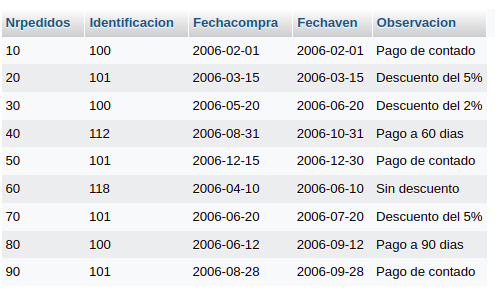 Nrpedidos Identificacion Fechacompra Fechaven Observacion
10 100 2006-02-01 2006-02-01 Pago de contado
20 101 2006-03-15 2006-03-15 Descuento del 5%
30 100 2006-05-20 2006-06-20 Descuento del 2%
40 112 2006-08-31 2006-10-31 Pago a 60 dias
50 101 2006-12-15 2006-12-30 Pago de contado
60 118 2006-04-10 2006-06-10 Sin descuento
70 101 2006-06-20 2006-07-20 Descuento del 5%
80 100 2006-06-12 2006-09-12 Pago a 90 dias
90 101 2006-08-28 2006-09-28 Pago de contado